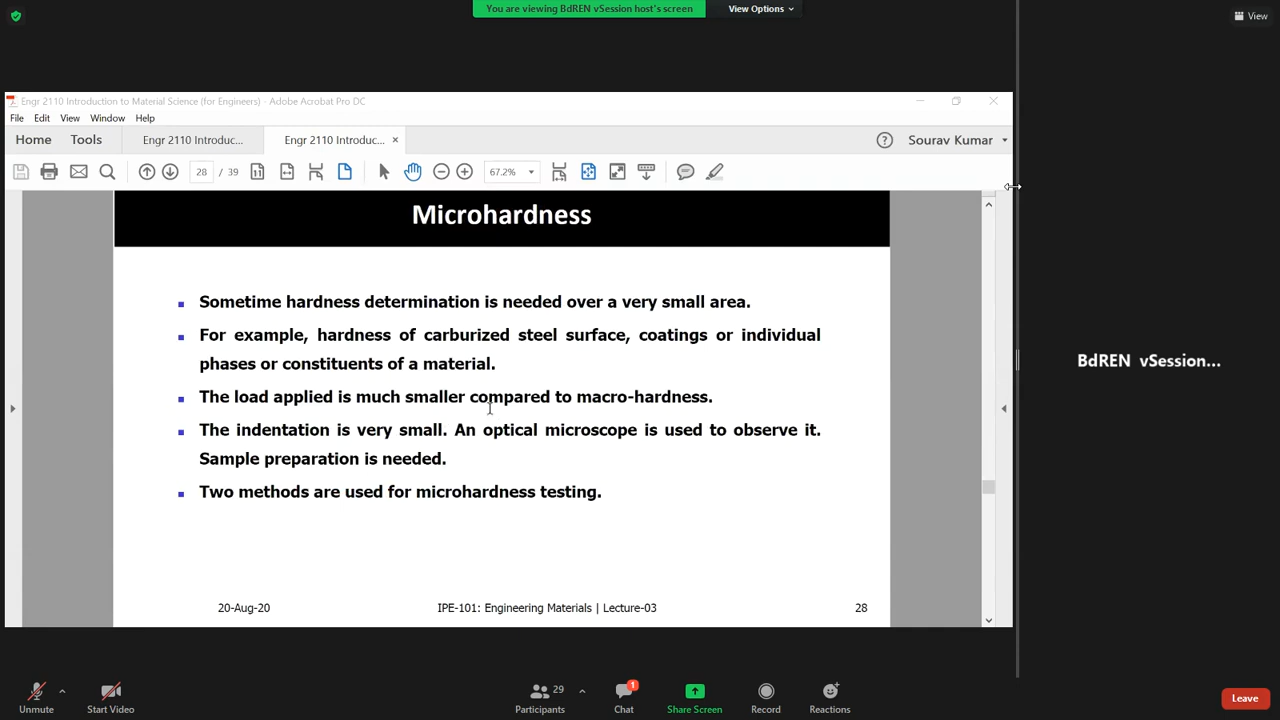 You are viewing BdREN vSession host's screen
View Options
View
Engr 2110 Introduction to Material Science (for Engineers) - Adobe Acrobat Pro DC
File Edit View Window Help
Home Tools Engr 2110 Introduc... Engr 2110 Introduc... × Sourav Kumar
28 / 39 67.2%
Microhardness
Sometime hardness determination is needed over a very small area.
For example, hardness of carburized steel surface, coatings or individual
phases or constituents of a material.
The load applied is much smaller compared to macro-hardness.
The indentation is very small. An optical microscope is used to observe it.
Sample preparation is needed.
Two methods are used for microhardness testing.
20-Aug-20 IPE-101: Engineering Materials | Lecture-03 28
BdREN vSession...
29
1
Unmute Start Video Participants Chat Share Screen Record Reactions Leave